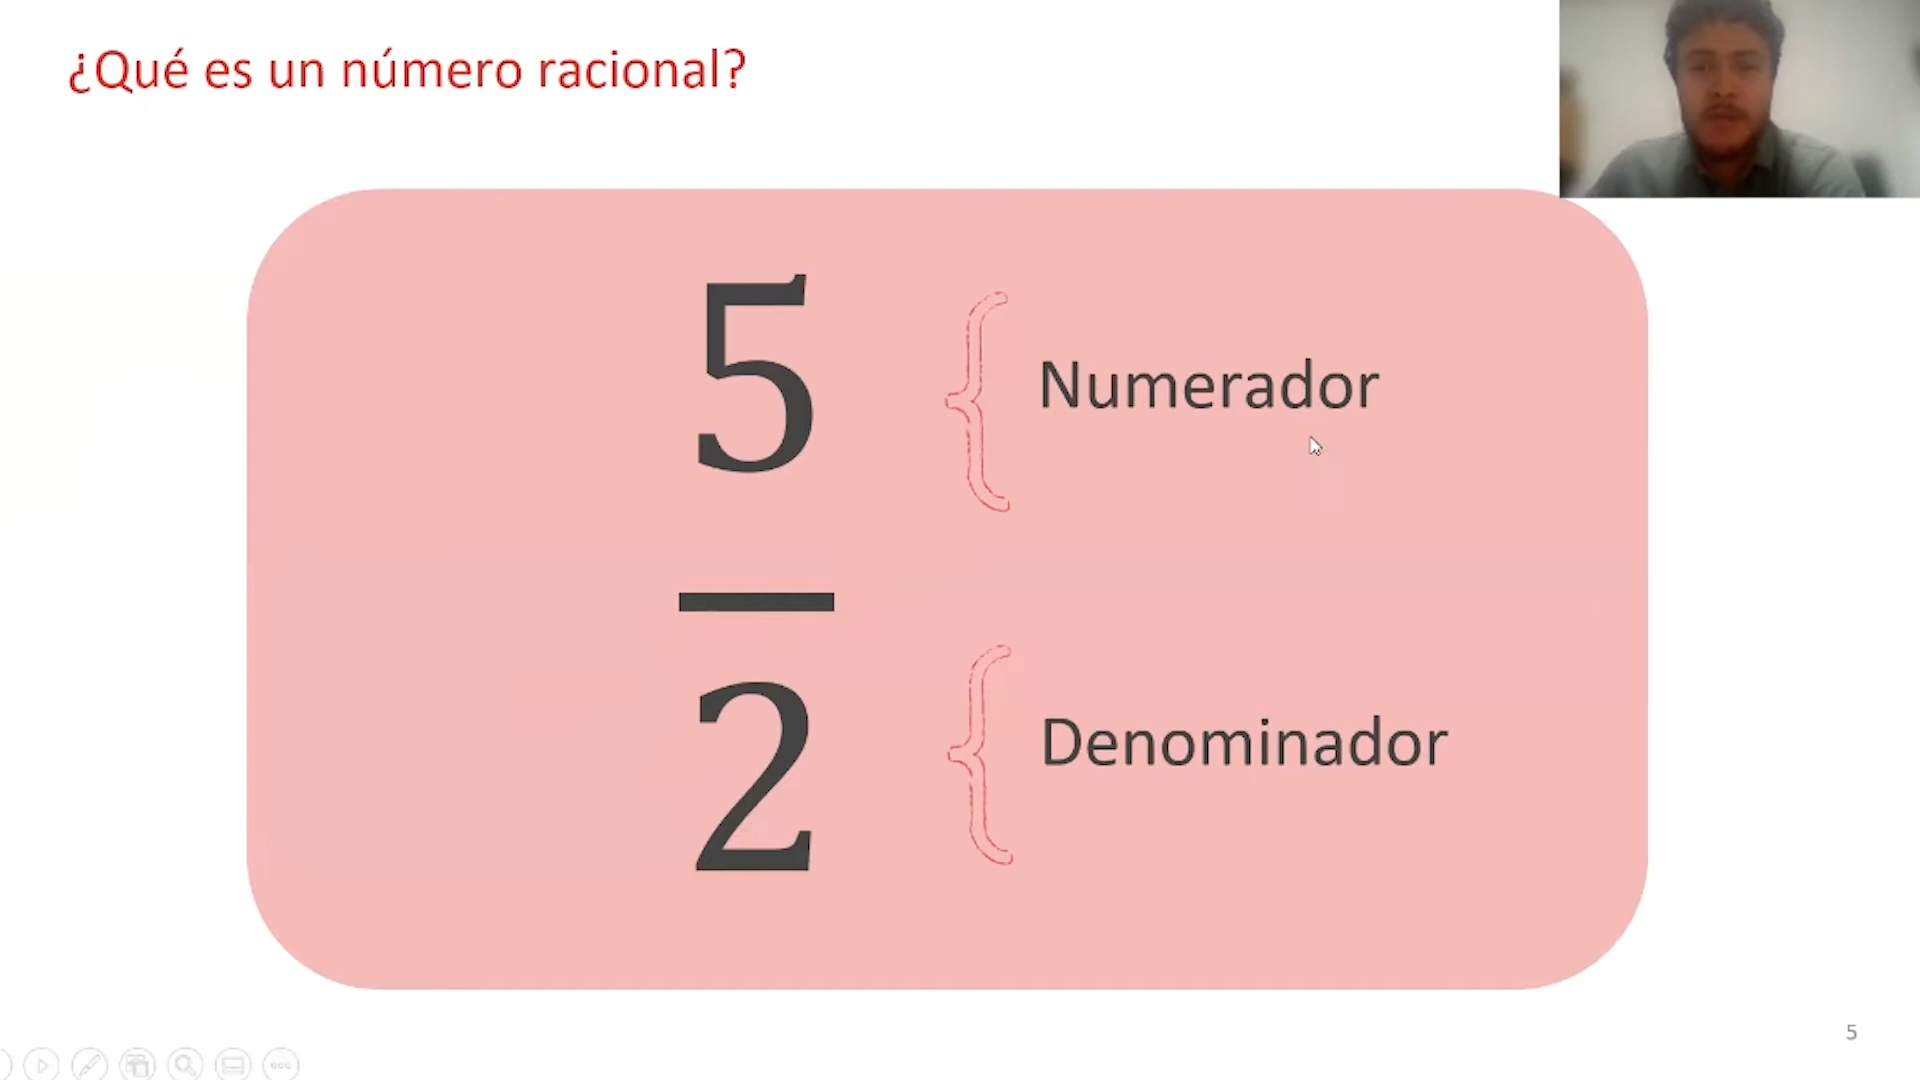 ¿Qué es un número racional?
5
Numerador
2
Denominador
5